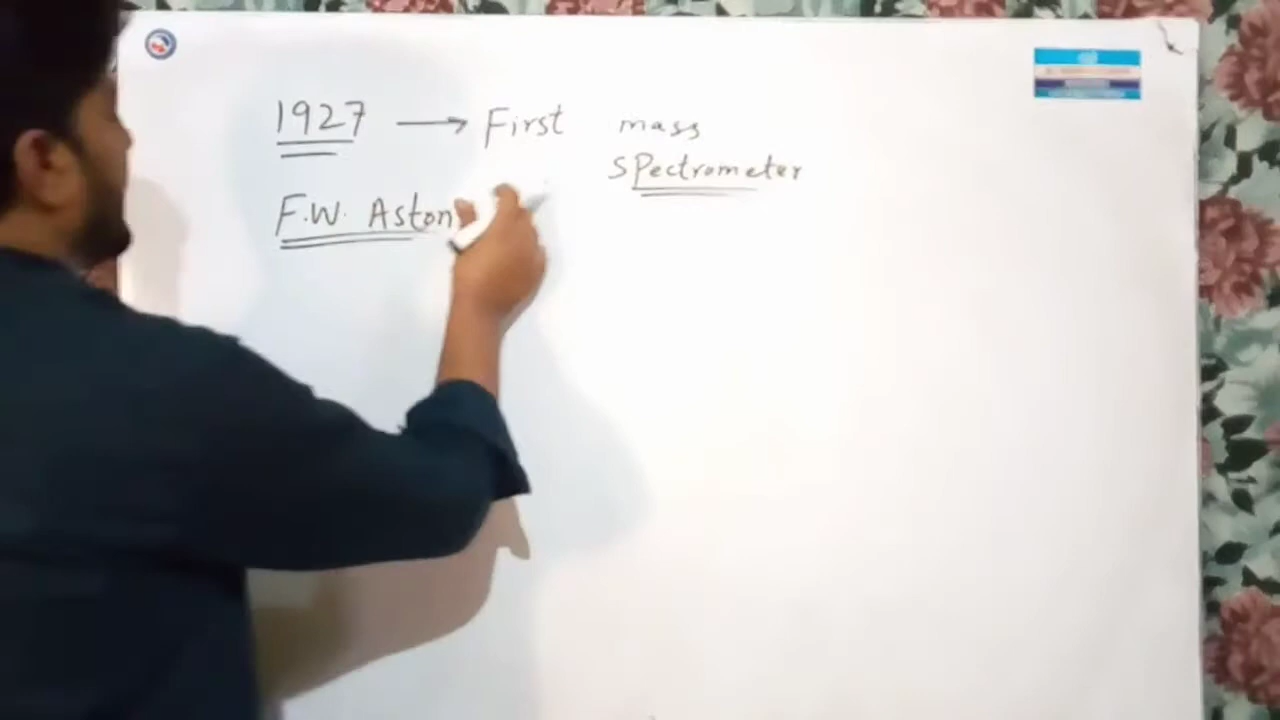 1927 → First mass
SPectrometer
F.W. Aston